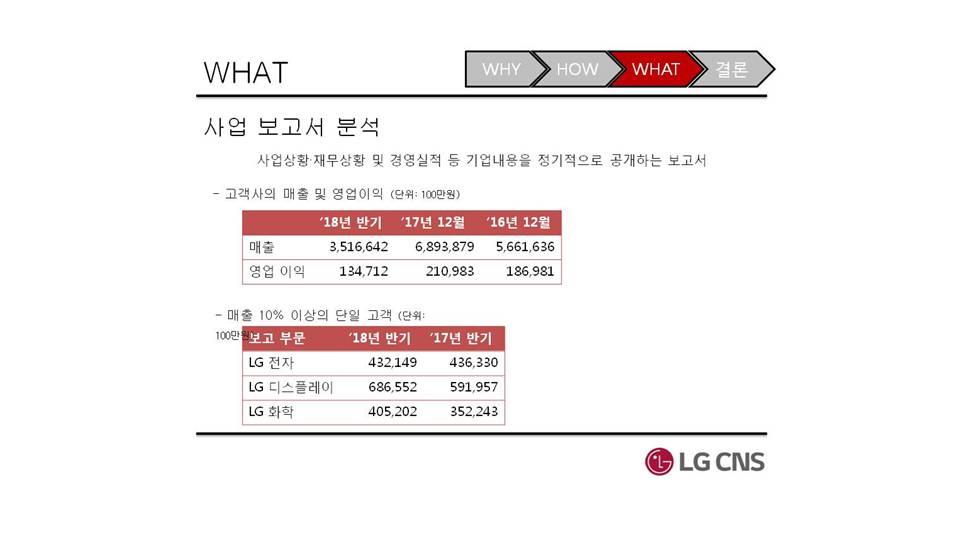 WHAT
WHY HOW WHAT 결론
사업 보고서 분석
사업상황·재무상황 및 경영실적 등 기업내용을 정기적으로 공개하는 보고서
- 고객사의 매출 및 영업이익 (단위: 100만원)
‘18년 반기 ‘17년 12월 ‘16년 12월
매출 3,516,642 6,893,879 5,661,636
영업 이익 134,712 210,983 186,981
- 매출 10% 이상의 단일 고객 (단위:
100만원)
보고 부문 ‘18년 반기 ‘17년 반기
LG 전자 432,149 436,330
LG 디스플레이 686,552 591,957
LG 화학 405,202 352,243
LG CNS